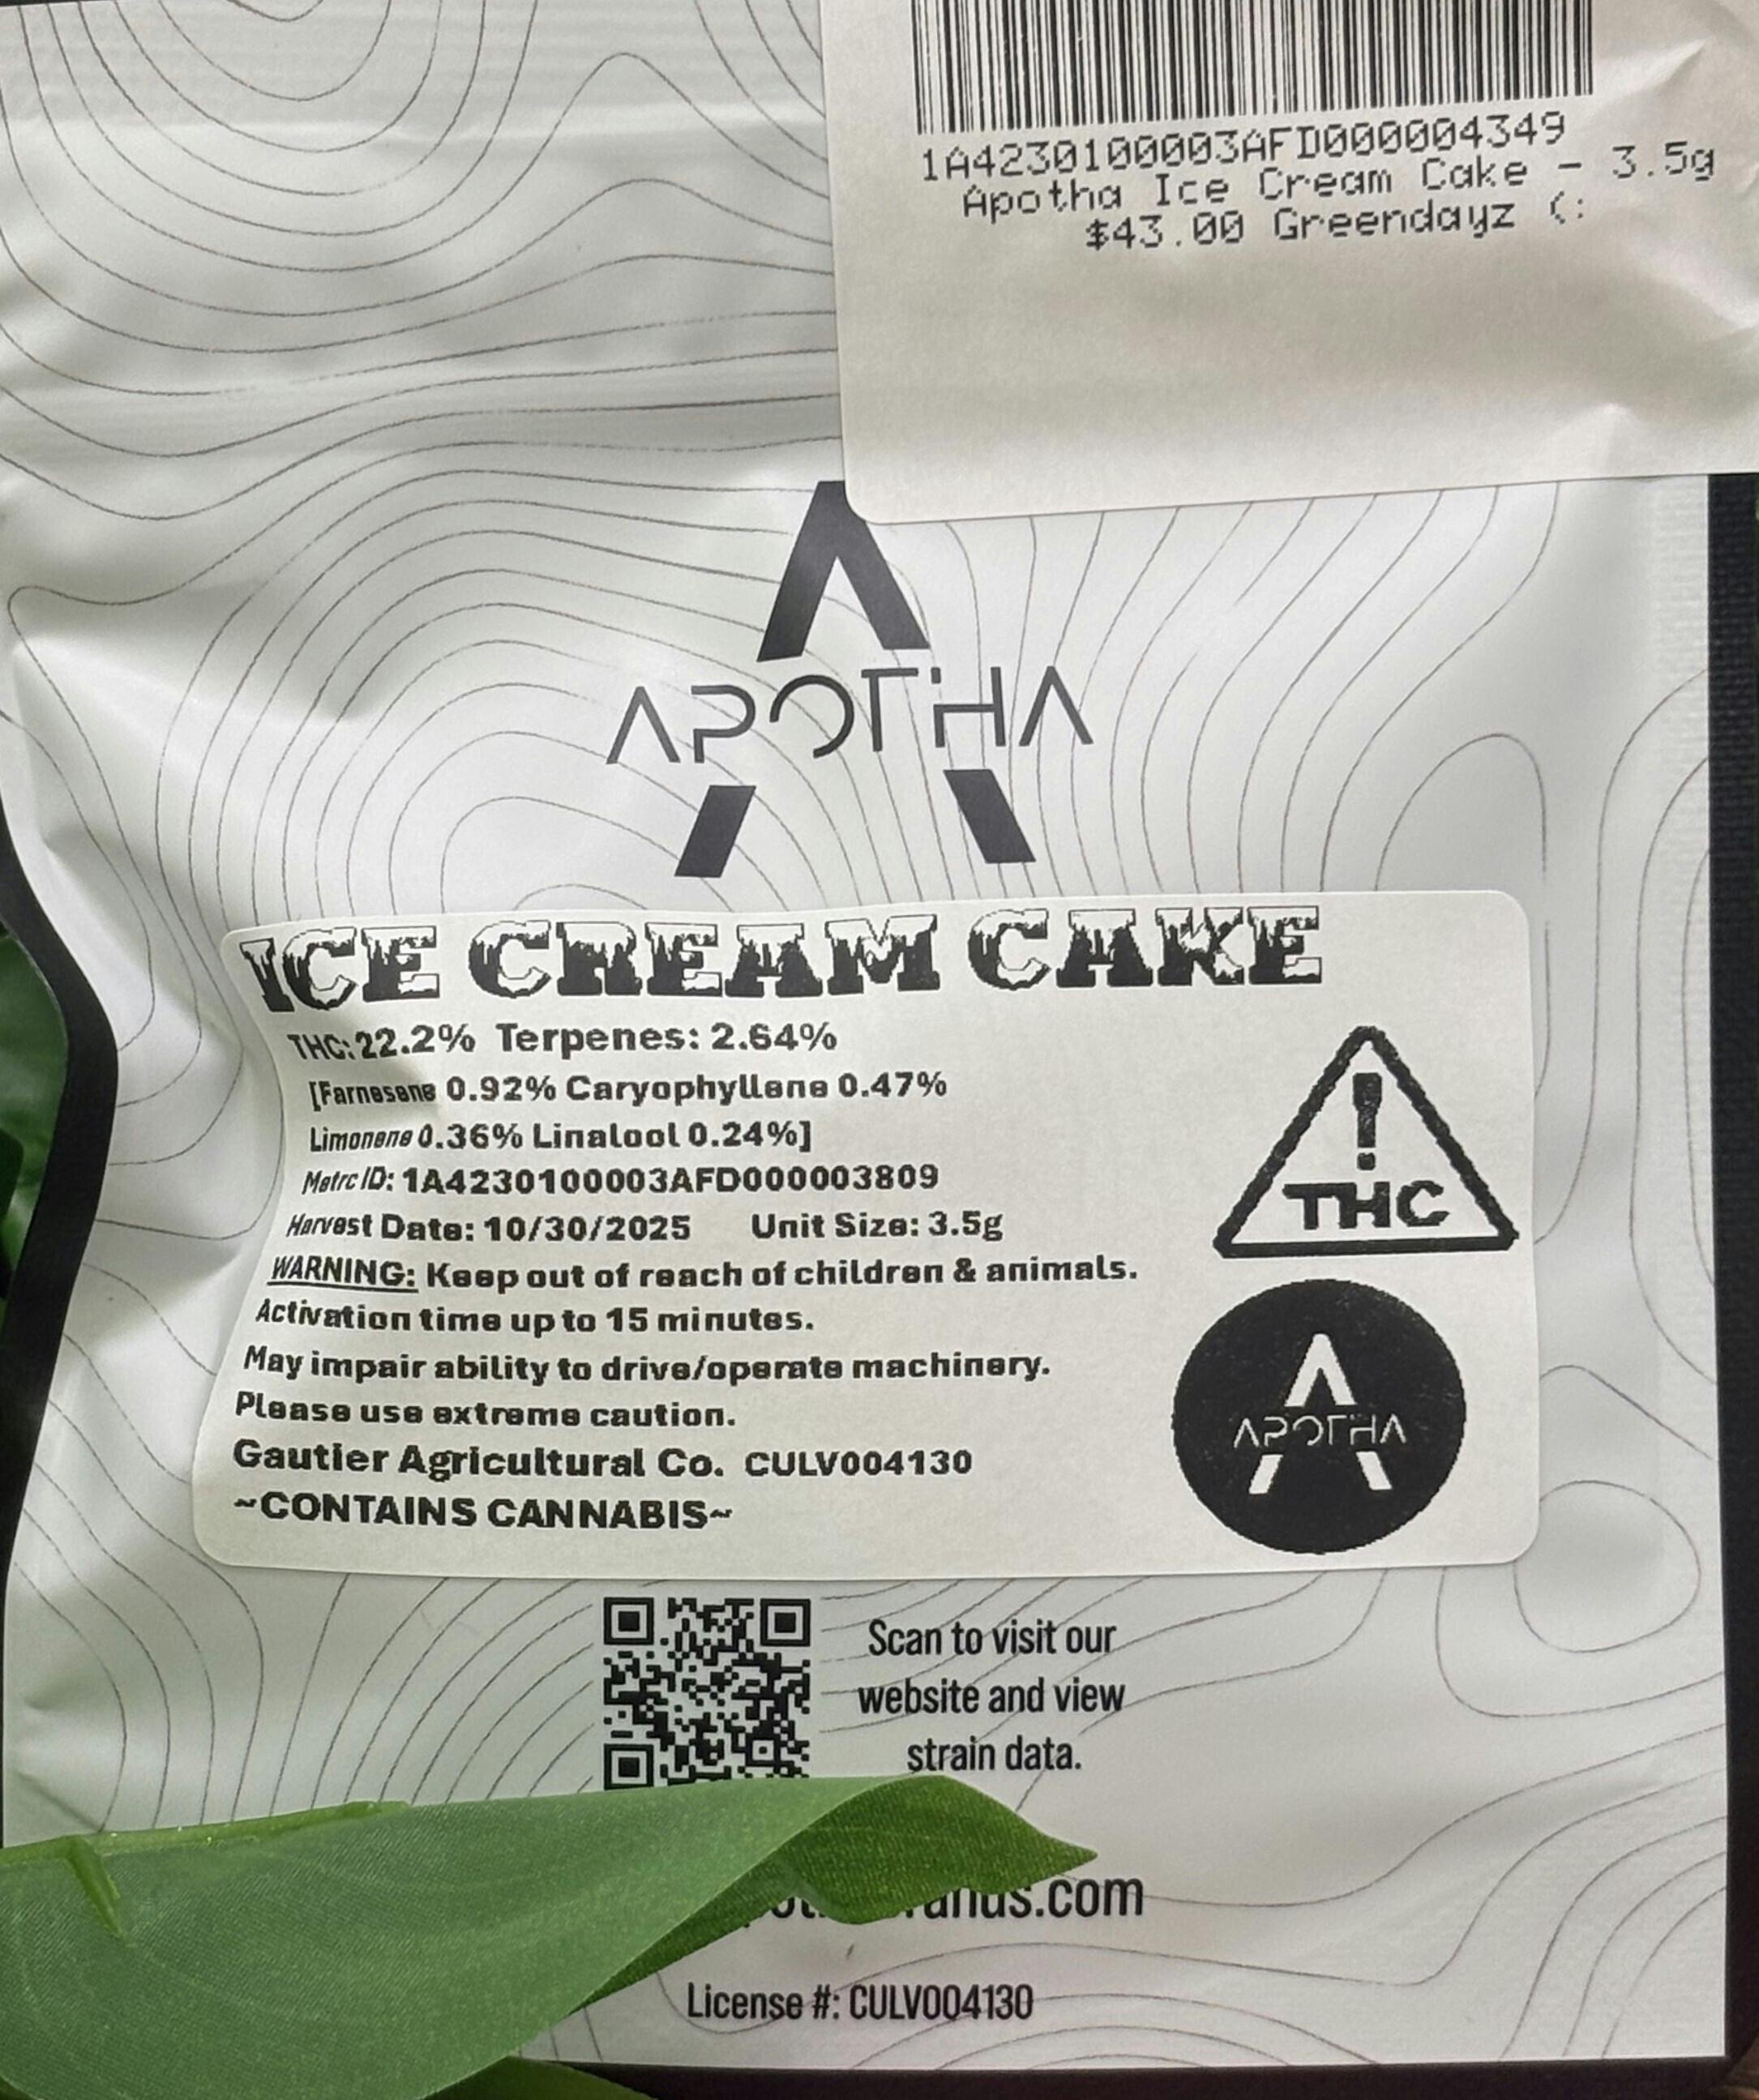 1A4230100003AFD000004349
Apotha Ice Cream Cake - 3.5g
$43.00 Greendayz (:
APOTHA
ICE CREAM CAKE
THC: 22.2% Terpenes: 2.64%
[Farnesene 0.92% Caryophyllene 0.47%
Limonene 0.36% Linalool 0.24%]
Metrc ID: 1A4230100003AFD000003809
Harvest Date: 10/30/2025 Unit Size: 3.5g
WARNING: Keep out of reach of children & animals.
Activation time up to 15 minutes.
May impair ability to drive/operate machinery.
Please use extreme caution.
Gautier Agricultural Co. CULV004130
~CONTAINS CANNABIS~
!
THC
APOTHA
Scan to visit our
website and view
strain data.
.com
License #: CULV004130